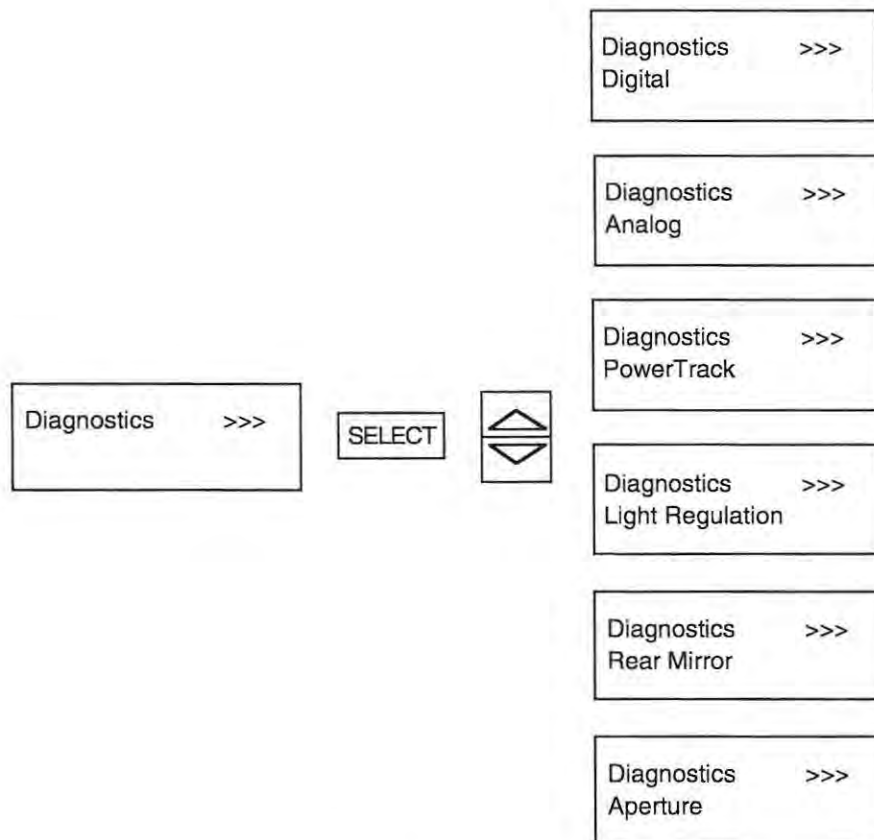 Diagnostics >>>
SELECT
Diagnostics >>>
Digital
Diagnostics >>>
Analog
Diagnostics >>>
PowerTrack
Diagnostics >>>
Light Regulation
Diagnostics >>>
Rear Mirror
Diagnostics >>>
Aperture